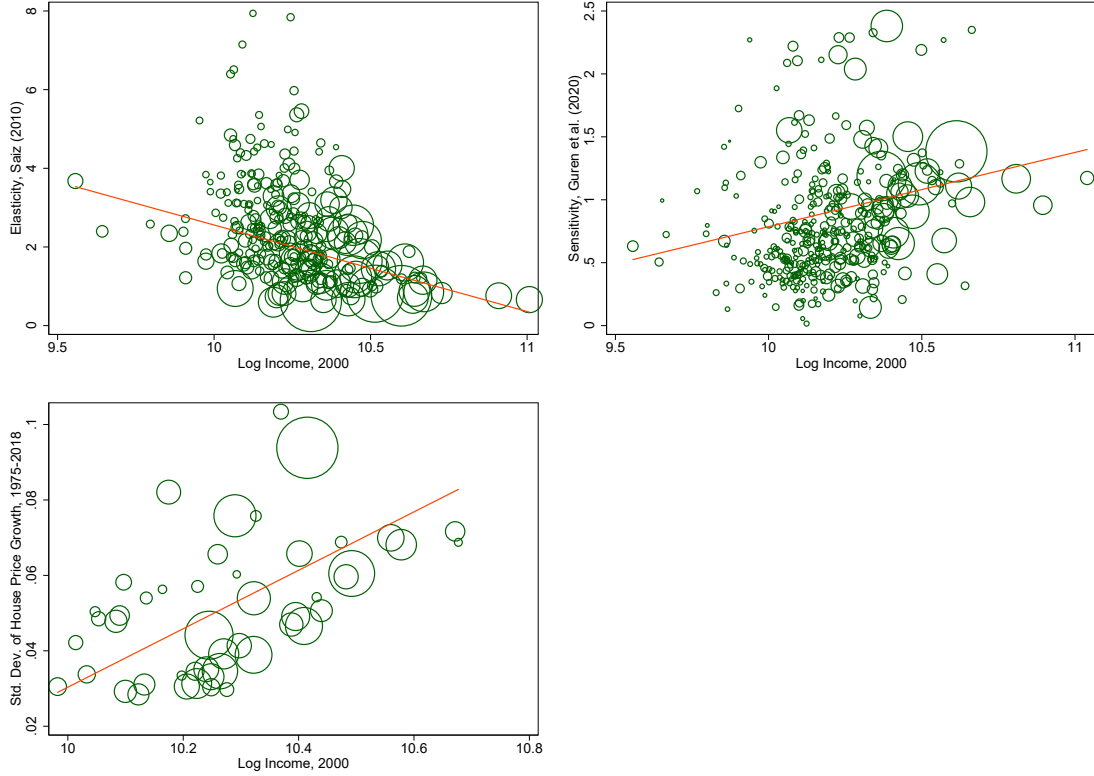 Elasticity, Saiz (2010)
8
6
4
2
0
9.5 10 10.5 11
Log Income, 2000
Sensitivity, Guren et al. (2020)
2.5
2
1.5
1
.5
0
9.5 10 10.5 11
Log Income, 2000
Std. Dev. of House Price Growth, 1975-2018
.1
.08
.06
.04
.02
10 10.2 10.4 10.6 10.8
Log Income, 2000